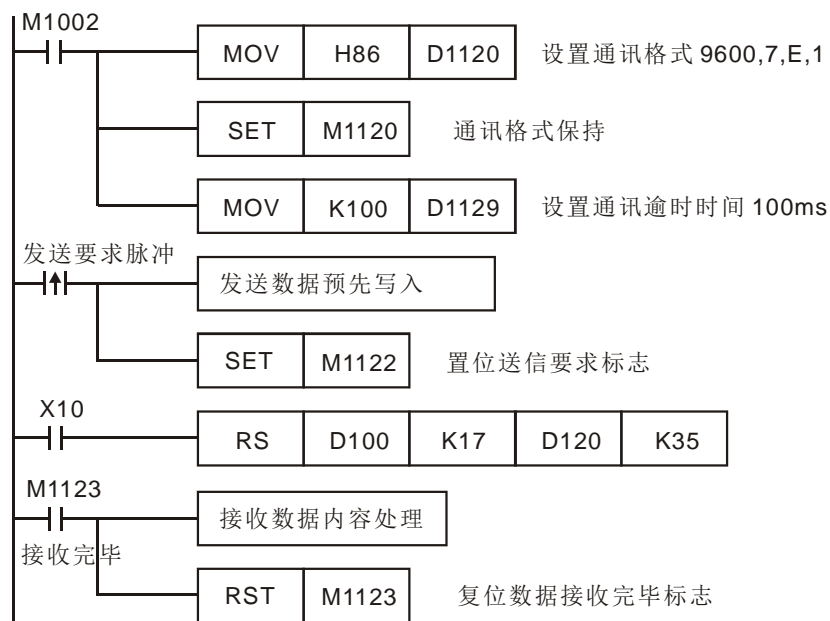 M1002
MOV H86 D1120 设置通讯格式 9600,7,E,1
SET M1120 通讯格式保持
MOV K100 D1129 设置通讯逾时时间 100ms
发送要求脉冲
发送数据预先写入
SET M1122 置位送信要求标志
X10
RS D100 K17 D120 K35
M1123
接收数据内容处理
接收完毕
RST M1123 复位数据接收完毕标志